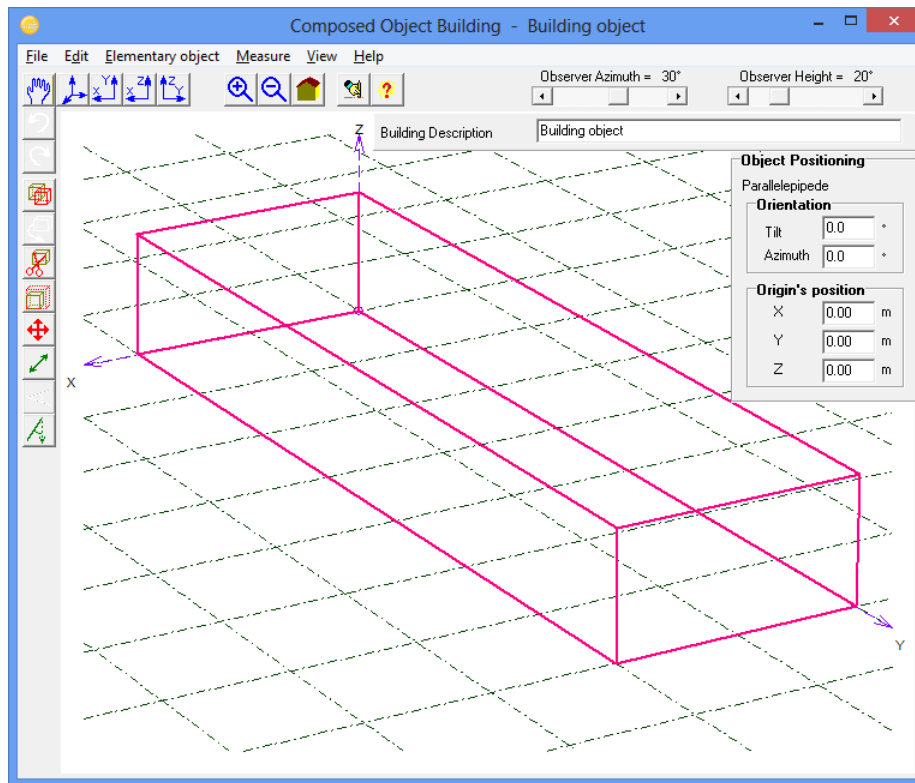 Composed Object Building - Building object
File Edit Elementary object Measure View Help
Observer Azimuth = 30°
Observer Height = 20°
Building Description
Building object
Object Positioning
Parallelepipede
Orientation
Tilt 0.0 °
Azimuth 0.0 °
Origin's position
X 0.00 m
Y 0.00 m
Z 0.00 m
Z
X
Y